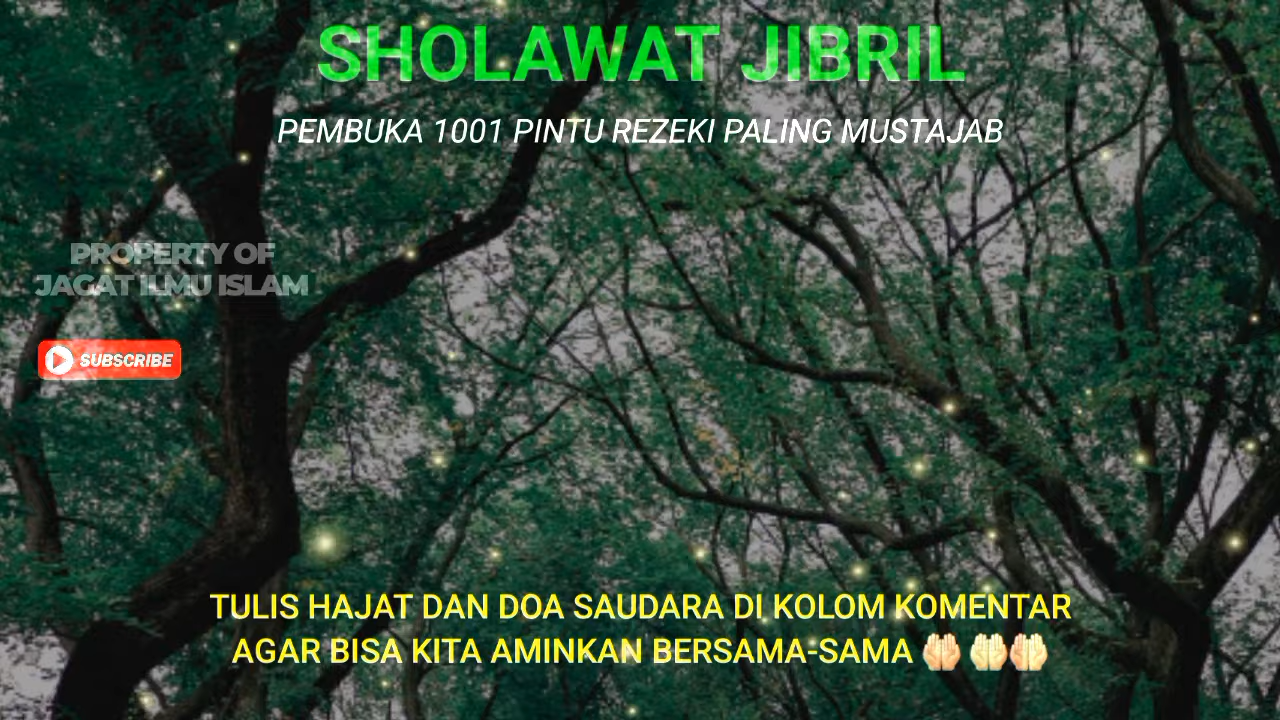 SHOLAWAT JIBRIL
PEMBUKA 1001 PINTU REZEKI PALING MUSTAJAB
PROPERTY OF
JAGAT ILMU ISLAM
SUBSCRIBE
TULIS HAJAT DAN DOA SAUDARA DI KOLOM KOMENTAR
AGAR BISA KITA AMINKAN BERSAMA-SAMA 🤲🏻 🤲🏻🤲🏻